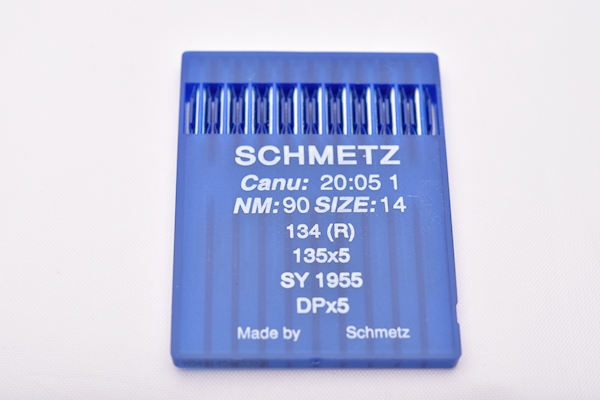 SCHMETZ
Canu: 20:05 1
NM:90 SIZE:14
134 (R)
135x5
SY 1955
DPx5
Made by Schmetz